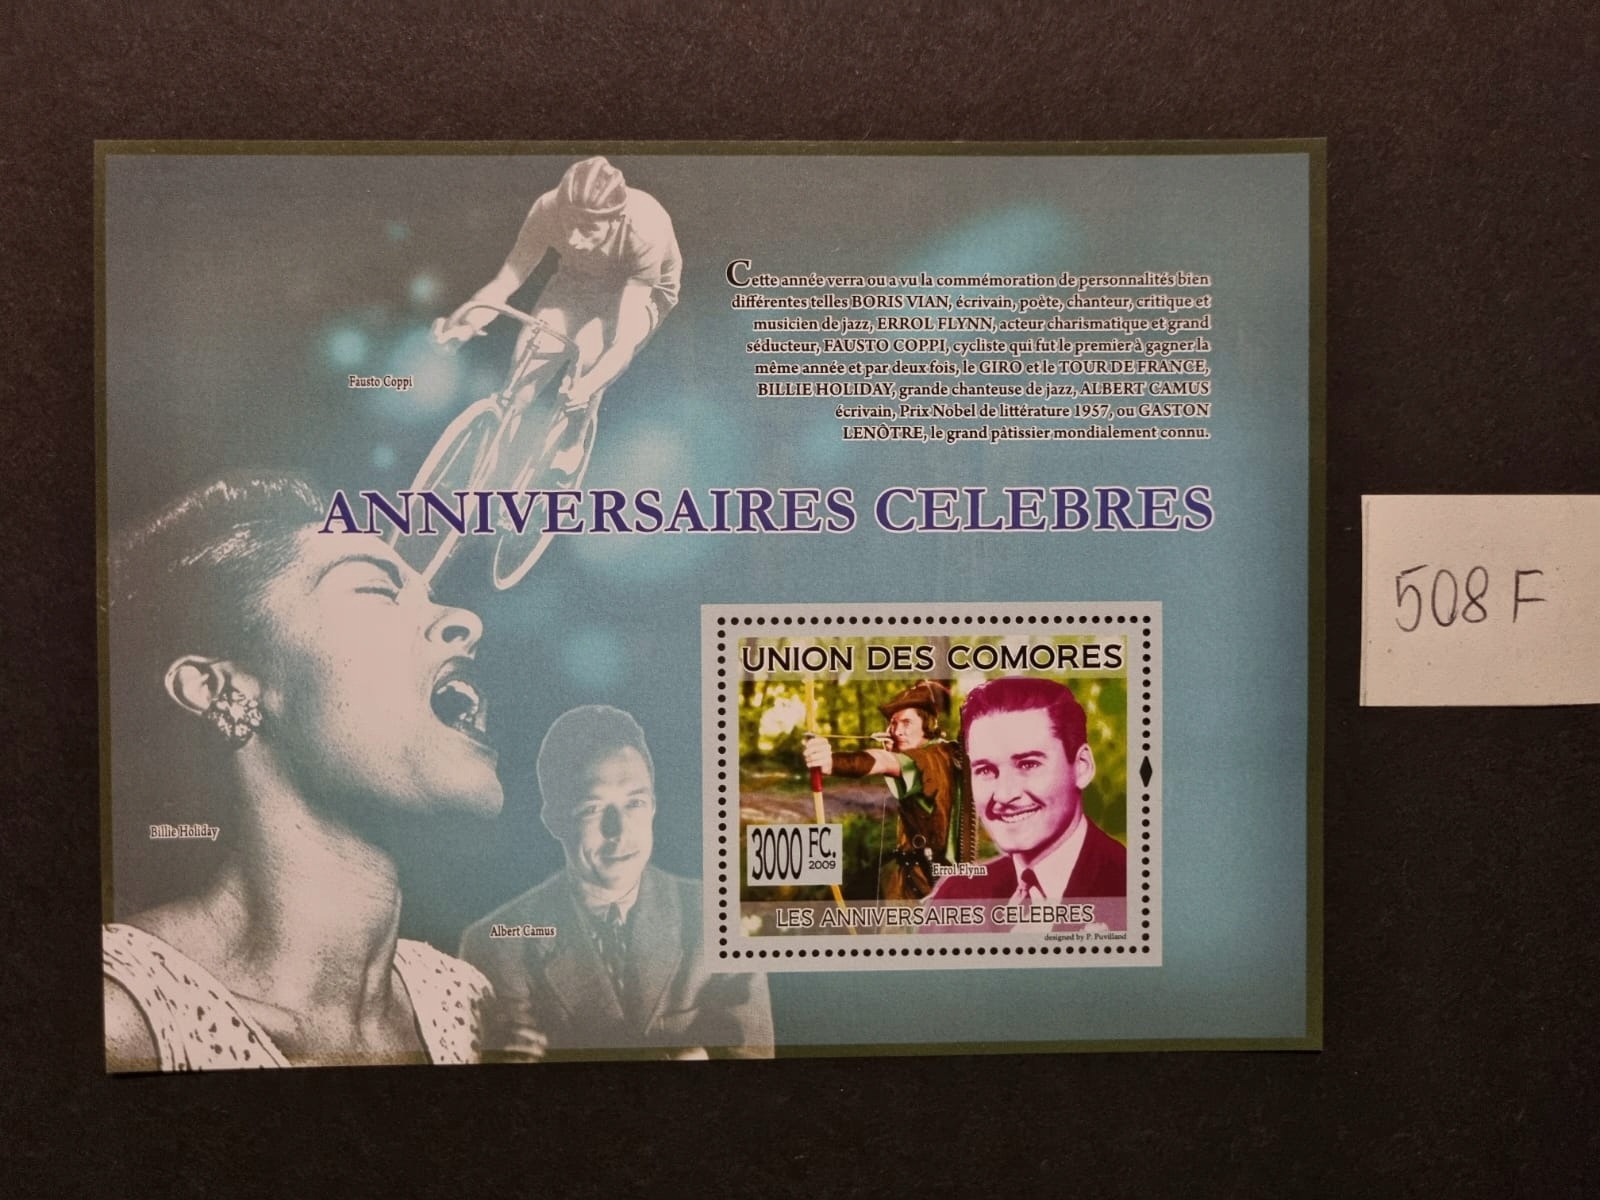 Cette année verra ou a vu la commémoration de personnalités bien
différentes telles BORIS VIAN, écrivain, poète, chanteur, critique et
musicien de jazz, ERROL FLYNN, acteur charismatique et grand
séducteur, FAUSTO COPPI, cycliste qui fut le premier à gagner la
même année et par deux fois, le GIRO et le TOUR DE FRANCE,
BILLIE HOLIDAY, grande chanteuse de jazz, ALBERT CAMUS
écrivain, Prix Nobel de littérature 1957, ou GASTON
LENÔTRE, le grand pâtissier mondialement connu.
Fausto Coppi
ANNIVERSAIRES CELEBRES
508 F
UNION DES COMORES
Billie Holiday
3000 FC.
2009
Errol Flynn
LES ANNIVERSAIRES CELEBRES
Albert Camus
designed by P. Puvilland